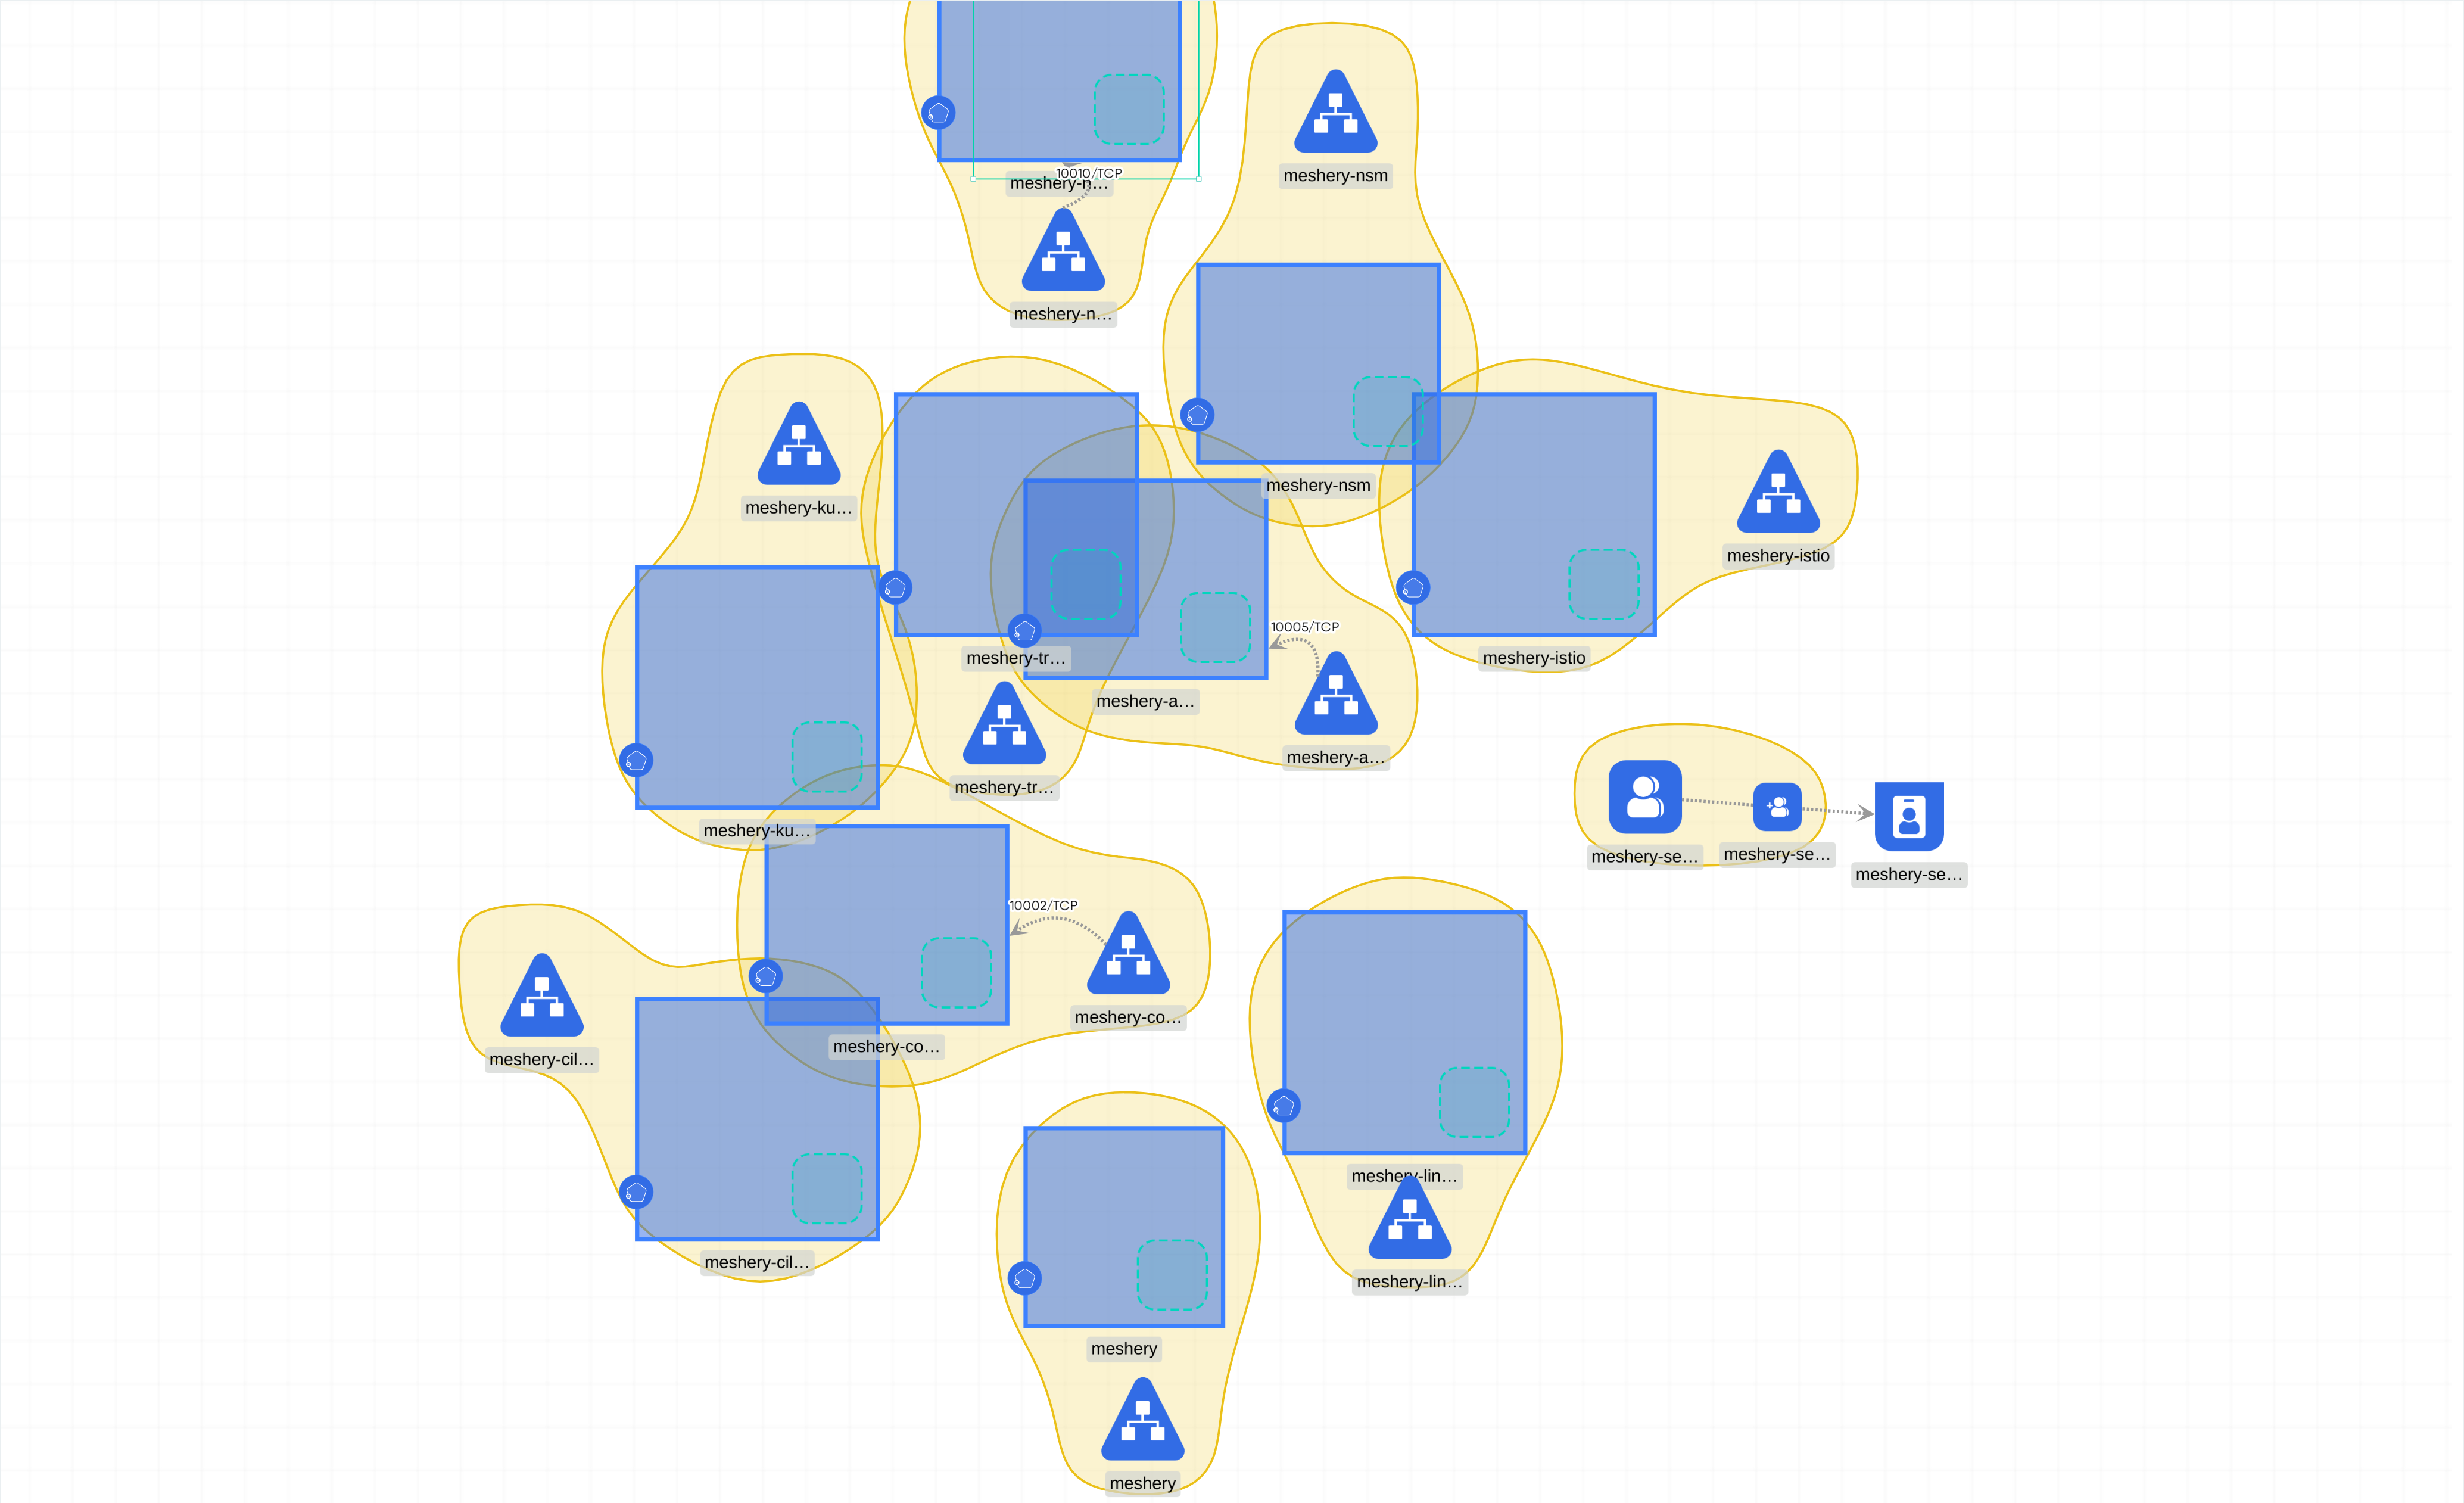 10010/TCP
meshery-n…
meshery-nsm
meshery-n…
meshery-nsm
meshery-ku…
meshery-istio
10005/TCP
meshery-tr…
meshery-istio
meshery-a…
meshery-a…
meshery-tr…
meshery-ku…
meshery-se…
meshery-se…
meshery-se…
10002/TCP
meshery-co…
meshery-co…
meshery-cil…
meshery-lin…
meshery-cil…
meshery-lin…
meshery
meshery